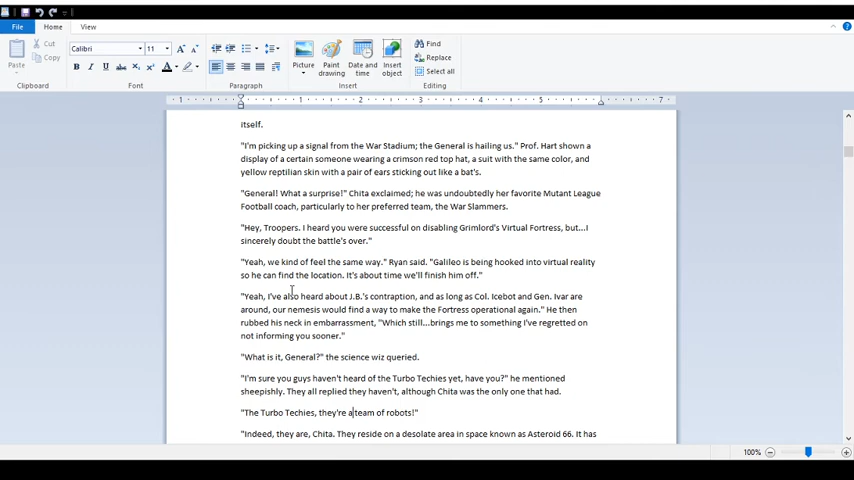 File Home View
Cut
Copy
Paste
Clipboard
Calibri 11
B I U abc X₂ X² A
Font
Paragraph
Picture
Paint drawing
Date and time
Insert object
Insert
Find
Replace
Select all
Editing
1 1 2 3 4 5 7
itself.
"I'm picking up a signal from the War Stadium; the General is hailing us." Prof. Hart shown a
display of a certain someone wearing a crimson red top hat, a suit with the same color, and
yellow reptilian skin with a pair of ears sticking out like a bat's.
"General! What a surprise!" Chita exclaimed; he was undoubtedly her favorite Mutant League
Football coach, particularly to her preferred team, the War Slammers.
"Hey, Troopers. I heard you were successful on disabling Grimlord's Virtual Fortress, but...I
sincerely doubt the battle's over."
"Yeah, we kind of feel the same way." Ryan said. "Galileo is being hooked into virtual reality
so he can find the location. It's about time we'll finish him off."
"Yeah, I've also heard about J.B.'s contraption, and as long as Col. Icebot and Gen. Ivar are
around, our nemesis would find a way to make the Fortress operational again." He then
rubbed his neck in embarrassment, "Which still...brings me to something I've regretted on
not informing you sooner."
"What is it, General?" the science wiz queried.
"I'm sure you guys haven't heard of the Turbo Techies yet, have you?" he mentioned
sheepishly. They all replied they haven't, although Chita was the only one that had.
"The Turbo Techies, they're a team of robots!"
"Indeed, they are, Chita. They reside on a desolate area in space known as Asteroid 66. It has
100%